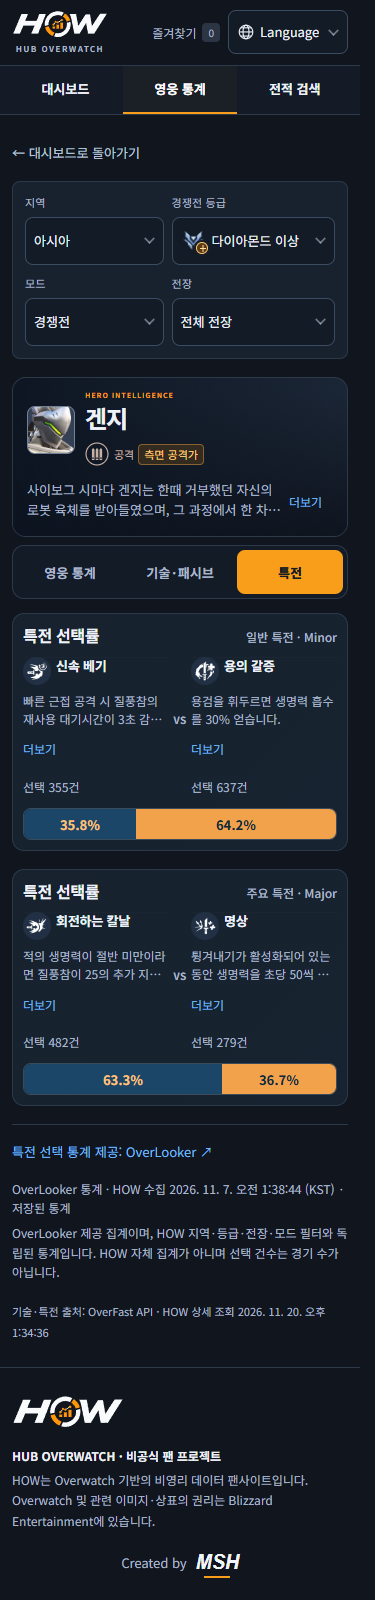 HOW
HUB OVERWATCH
즐겨찾기 0
Language
대시보드 영웅 통계 전적 검색
← 대시보드로 돌아가기
지역 경쟁전 등급
아시아 다이아몬드 이상
모드 전장
경쟁전 전체 전장
HERO INTELLIGENCE
겐지
공격 측면 공격가
사이보그 시마다 겐지는 한때 거부했던 자신의
로봇 육체를 받아들였으며, 그 과정에서 한 차… 더보기
영웅 통계 기술·패시브 특전
특전 선택률 일반 특전 · Minor
신속 베기
빠른 근접 공격 시 질풍참의
재사용 대기시간이 3초 감…
더보기
선택 355건
vs
용의 갈증
용검을 휘두르면 생명력 흡수
를 30% 얻습니다.
더보기
선택 637건
35.8% 64.2%
특전 선택률 주요 특전 · Major
회전하는 칼날
적의 생명력이 절반 미만이라
면 질풍참이 25의 추가 지…
더보기
선택 482건
vs
명상
튕겨내기가 활성화되어 있는
동안 생명력을 초당 50씩 …
더보기
선택 279건
63.3% 36.7%
특전 선택 통계 제공: OverLooker ↗
OverLooker 통계 · HOW 수집 2026. 11. 7. 오전 1:38:44 (KST) ·
저장된 통계
OverLooker 제공 집계이며, HOW 지역·등급·전장·모드 필터와 독
립된 통계입니다. HOW 자체 집계가 아니며 선택 건수는 경기 수가
아닙니다.
기술·특전 출처: OverFast API · HOW 상세 조회 2026. 11. 20. 오후
1:34:36
HOW
HUB OVERWATCH · 비공식 팬 프로젝트
HOW는 Overwatch 기반의 비영리 데이터 팬사이트입니다.
Overwatch 및 관련 이미지·상표의 권리는 Blizzard
Entertainment에 있습니다.
Created by MSH